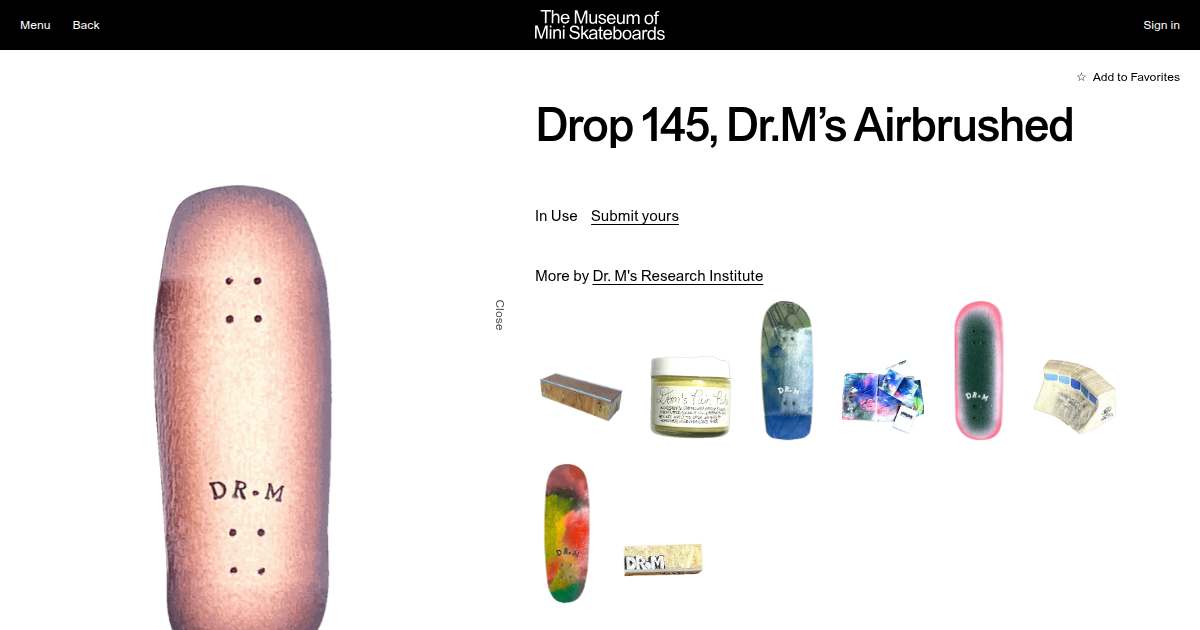 Menu
Back
The Museum of
Mini Skateboards
Sign in
☆ Add to Favorites
Drop 145, Dr.M’s Airbrushed
In Use Submit yours
More by Dr. M's Research Institute
Close
DR•M
DR•M
DR•M
DR•M
DR•M